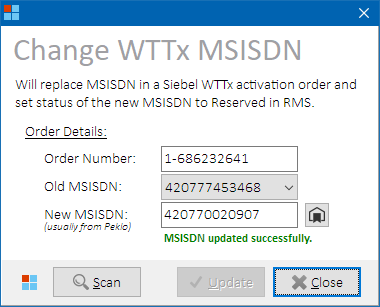 Change WTTx MSISDN
Will replace MSISDN in a Siebel WTTx activation order and
set status of the new MSISDN to Reserved in RMS.
Order Details:
Order Number: 1-686232641
Old MSISDN: 420777453468
New MSISDN: 420770020907
(usually from Pekio)
MSISDN updated successfully.
Scan Update Close